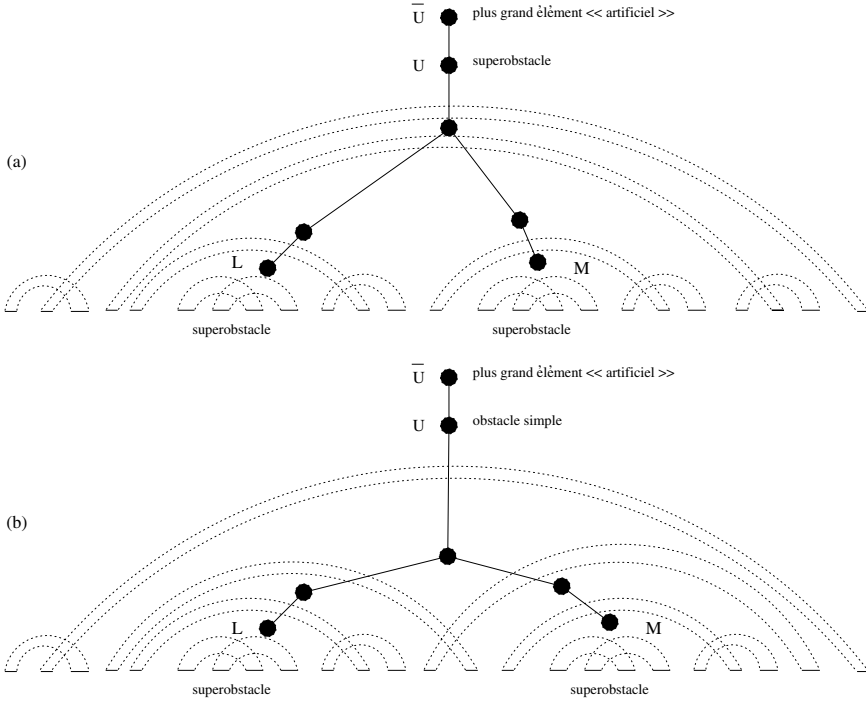 U plus grand élément << artificiel >>
U superobstacle
(a)
L
M
superobstacle superobstacle
U plus grand élément << artificiel >>
U obstacle simple
(b)
L
M
superobstacle superobstacle